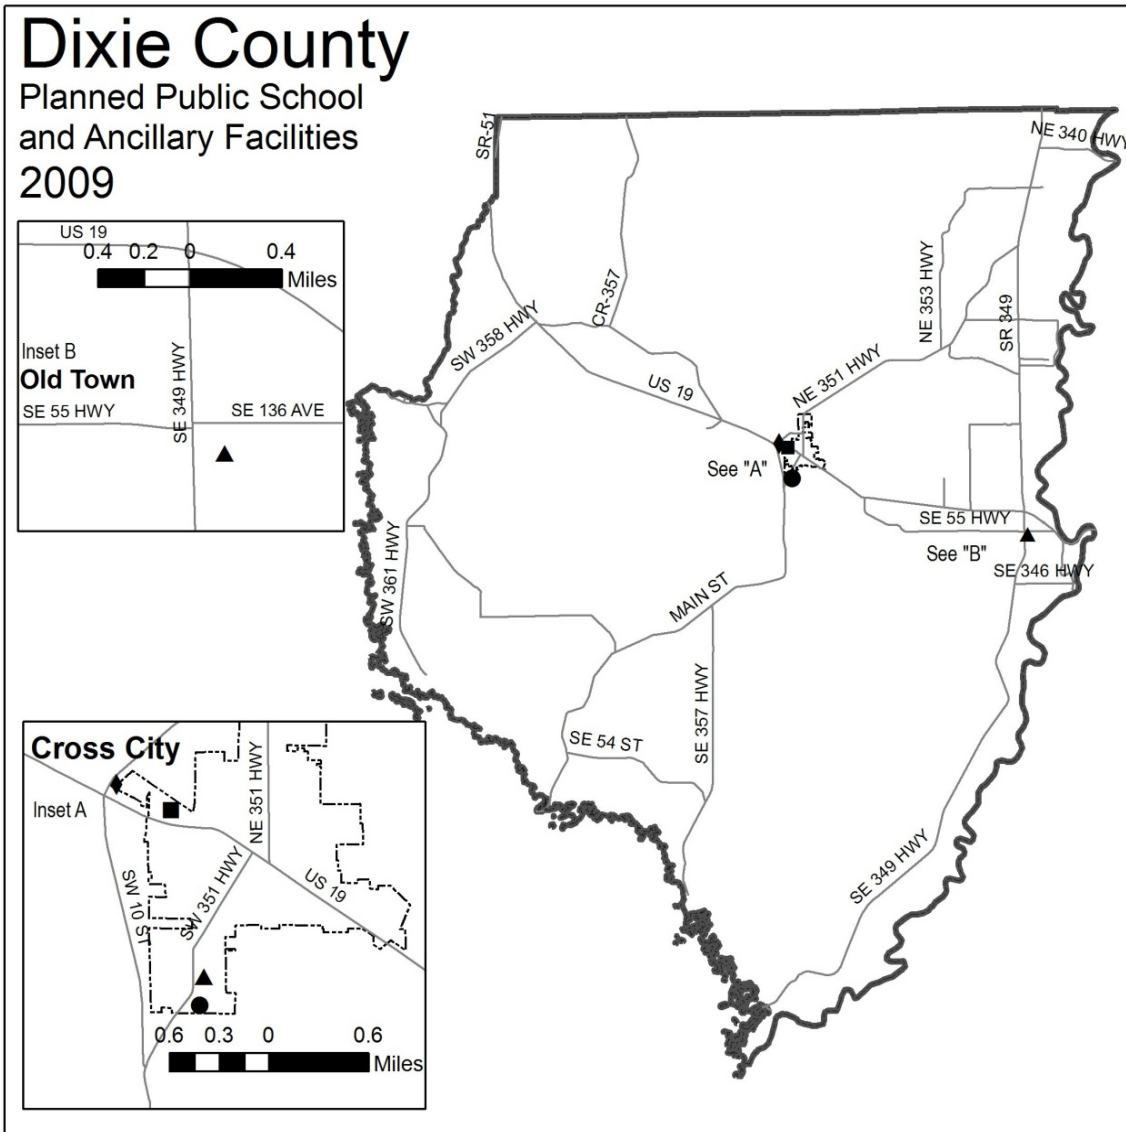 Dixie County
Planned Public School
and Ancillary Facilities
2009
US 19
0.4 0.2 0 0.4
Miles
Inset B
Old Town
SE 55 HWY
SE 349 HWY
SE 136 AVE
SR-51
NE 340 HWY
CR-357
SW 358 HWY
NE 353 HWY
SR 349
US 19
NE 351 HWY
See "A"
SE 55 HWY
See "B"
SE 346 HWY
SW 361 HWY
MAIN ST
SE 357 HWY
SE 54 ST
SE 349 HWY
Cross City
Inset A
NE 351 HWY
SW 10 ST
SW 351 HWY
US 19
0.6 0.3 0 0.6
Miles